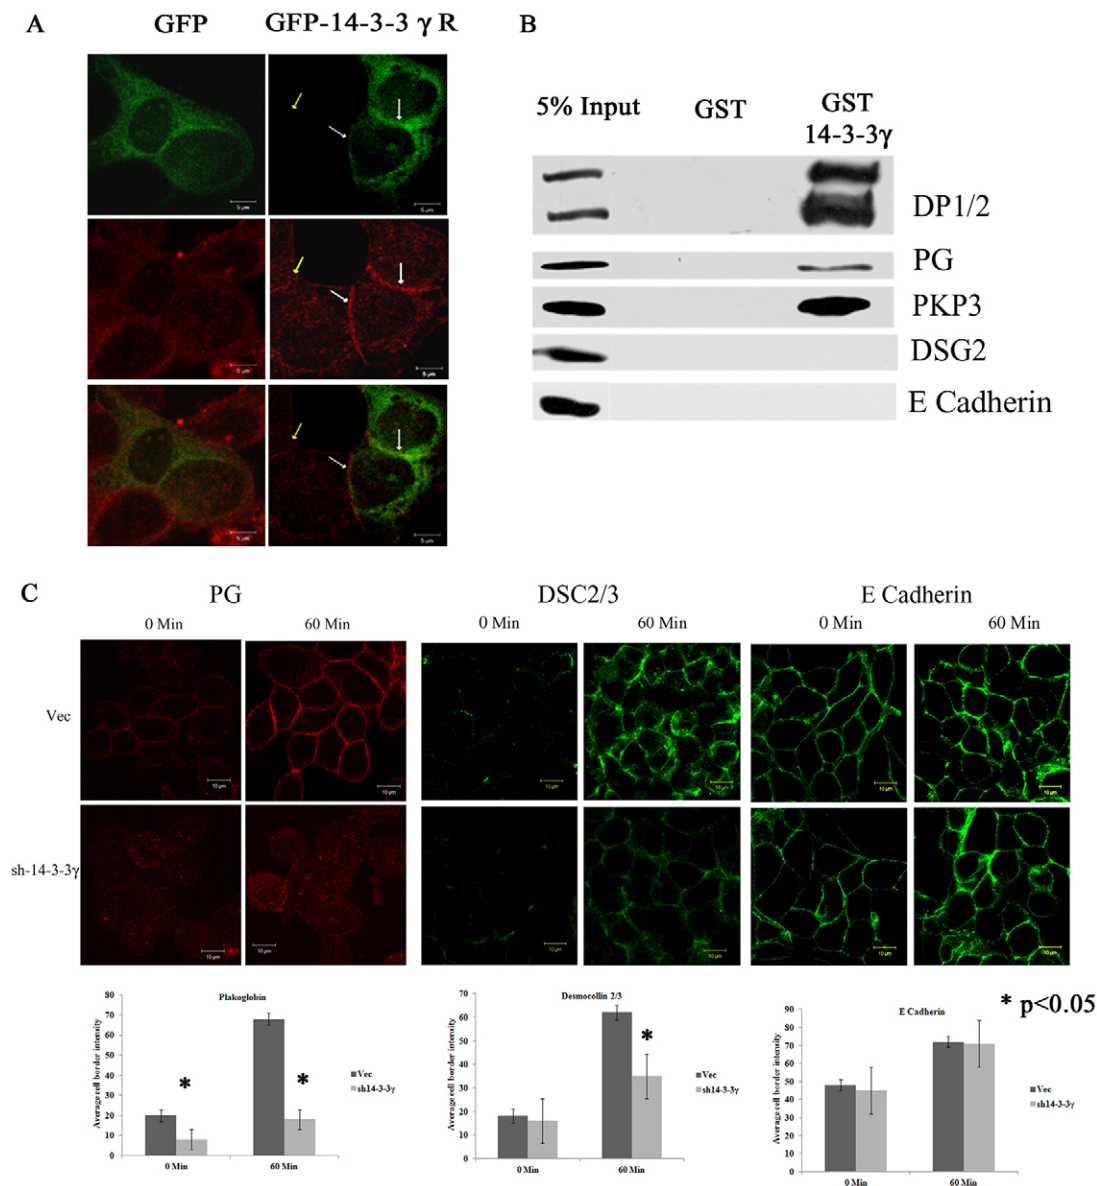 A
GFP
GFP-14-3-3 γ R
5 µm
5 µm
5 µm
5 µm
5 µm
5 µm
B
5% Input
GST
GST
14-3-3γ
DP1/2
PG
PKP3
DSG2
E Cadherin
C
PG
DSC2/3
E Cadherin
0 Min
60 Min
0 Min
60 Min
0 Min
60 Min
Vec
10 µm
10 µm
10 µm
10 µm
10 µm
10 µm
sh-14-3-3γ
10 µm
10 µm
10 µm
10 µm
10 µm
10 µm
Plakoglobin
Average cell border intensity
80
70
60
50
40
30
20
10
0
*
*
0 Min
60 Min
Vec
sh14-3-3γ
Desmocollin 2/3
Average cell border intensity
70
60
50
40
30
20
10
0
*
0 Min
60 Min
Vec
sh14-3-3γ
E Cadherin
Average cell border intensity
90
80
70
60
50
40
30
20
10
0
0 Min
60 Min
Vec
sh14-3-3γ
* p<0.05